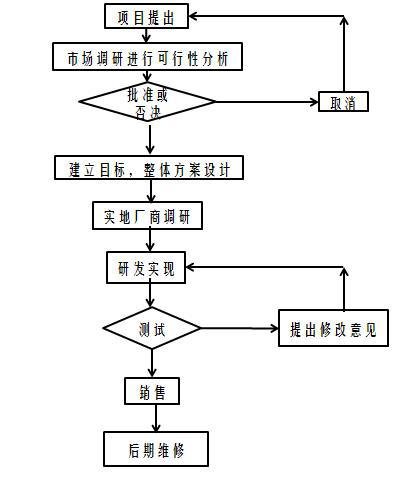 项目提出
市场调研进行可行性分析
批准或
否决
取消
建立目标，整体方案设计
实地厂商调研
研发实现
测试
提出修改意见
销售
后期维修